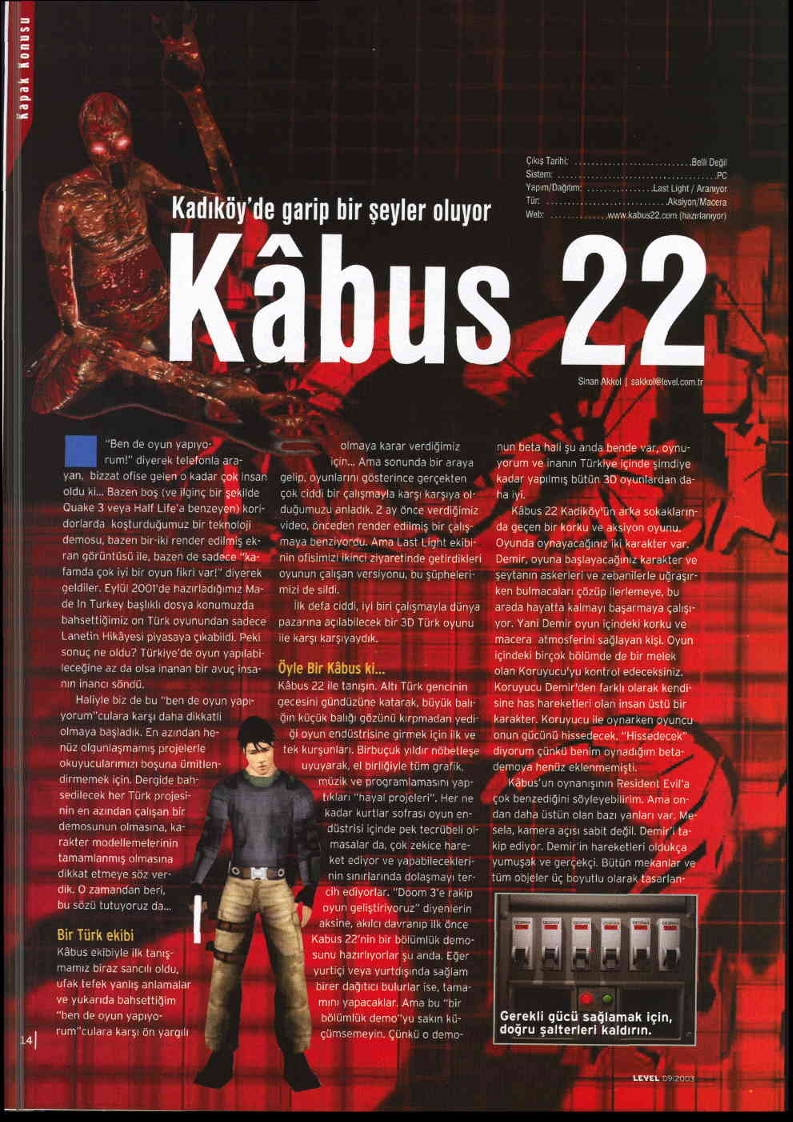 Kapak Konusu
Çıkış Tarihi: ............................Belli Değil
Sistem: ........................................PC
Yapım/Dağıtım: ................Last Light / Aranıyor
Tür: .............................Aksiyon/Macera
Web: ..............www.kabus22.com (hazırlanıyor)
Kadıköy'de garip bir şeyler oluyor
Kâbus 22
Sinan Akkol | sakkol@level.com.tr
"Ben de oyun yapıyo-
rum!" diyerek telefonla ara-
yan, bizzat ofise gelen o kadar çok insan
oldu ki... Bazen boş (ve ilginç bir şekilde
Quake 3 veya Half Life'a benzeyen) kori-
dorlarda koşturduğumuz bir teknoloji
demosu, bazen bir-iki render edilmiş ek-
ran görüntüsü ile, bazen de sadece "ka-
famda çok iyi bir oyun fikri var!" diyerek
geldiler. Eylül 2001'de hazırladığımız Ma-
de In Turkey başlıklı dosya konumuzda
bahsettiğimiz on Türk oyunundan sadece
Lanetin Hikâyesi piyasaya çıkabildi. Peki
sonuç ne oldu? Türkiye'de oyun yapılabi-
leceğine az da olsa inanan bir avuç insa-
nın inancı söndü.
Haliyle biz de bu "ben de oyun yapı-
yorum"culara karşı daha dikkatli
olmaya başladık. En azından he-
nüz olgunlaşmamış projelerle
okuyucularımızı boşuna ümitlen-
dirmemek için. Dergide bah-
sedilecek her Türk projesi-
nin en azından çalışan bir
demosunun olmasına, ka-
rakter modellemelerinin
tamamlanmış olmasına
dikkat etmeye söz ver-
dik. O zamandan beri,
bu sözü tutuyoruz da...
Bir Türk ekibi
Kâbus ekibiyle ilk tanış-
mamız biraz sancılı oldu,
ufak tefek yanlış anlamalar
ve yukarıda bahsettiğim
"ben de oyun yapıyo-
rum"culara karşı ön yargılı
olmaya karar verdiğimiz
için... Ama sonunda bir araya
gelip, oyunlarını gösterince gerçekten
çok ciddi bir çalışmayla karşı karşıya ol-
duğumuzu anladık. 2 ay önce verdiğimiz
video, önceden render edilmiş bir çalış-
maya benziyordu. Ama Last Light ekibi-
nin ofisimizi ikinci ziyaretinde getirdikleri
oyunun çalışan versiyonu, bu şüpheleri-
mizi de sildi.
İlk defa ciddi, iyi biri çalışmayla dünya
pazarına açılabilecek bir 3D Türk oyunu
ile karşı karşıyaydık.
Öyle Bir Kâbus ki...
Kâbus 22 ile tanışın. Altı Türk gencinin
gecesini gündüzüne katarak, büyük balı-
ğın küçük balığı gözünü kırpmadan yedi-
ği oyun endüstrisine girmek için ilk ve
tek kurşunları. Birbuçuk yıldır nöbetleşe
uyuyarak, el birliğiyle tüm grafik,
müzik ve programlamasını yap-
tıkları "hayal projeleri". Her ne
kadar kurtlar sofrası oyun en-
düstrisi içinde pek tecrübeli ol-
masalar da, çok zekice hare-
ket ediyor ve yapabilecekleri-
nin sınırlarında dolaşmayı ter-
cih ediyorlar. "Doom 3'e rakip
oyun geliştiriyoruz" diyenlerin
aksine, akılcı davranıp ilk önce
Kabus 22'nin bir bölümlük demo-
sunu hazırlıyorlar şu anda. Eğer
yurtiçi veya yurtdışında sağlam
birer dağıtıcı bulurlar ise, tama-
mını yapacaklar. Ama bu "bir
bölümlük demo"yu sakın kü-
çümsemeyin. Çünkü o demo-
nun beta hali şu anda bende var, oynu-
yorum ve inanın Türkiye içinde şimdiye
kadar yapılmış bütün 3D oyunlardan da-
ha iyi.
Kâbus 22 Kadıköy'ün arka sokakların-
da geçen bir korku ve aksiyon oyunu.
Oyunda oynayacağınız iki karakter var.
Demir, oyuna başlayacağınız karakter ve
şeytanın askerleri ve zebanilerle uğraşır-
ken bulmacaları çözüp ilerlemeye, bu
arada hayatta kalmayı başarmaya çalışı-
yor. Yani Demir oyun içindeki korku ve
macera atmosferini sağlayan kişi. Oyun
içindeki birçok bölümde de bir melek
olan Koruyucu'yu kontrol edeceksiniz.
Koruyucu Demir'den farklı olarak kendi-
sine has hareketleri olan insan üstü bir
karakter. Koruyucu ile oynarken oyuncu
onun gücünü hissedecek. "Hissedecek"
diyorum çünkü benim oynadığım beta-
demoya henüz eklenmemişti.
Kâbus'un oynanışının Resident Evil'a
çok benzediğini söyleyebilirim. Ama on-
dan daha üstün olan bazı yanları var. Me-
sela, kamera açısı sabit değil. Demir'i ta-
kip ediyor. Demir'in hareketleri oldukça
yumuşak ve gerçekçi. Bütün mekanlar ve
tüm objeler üç boyutlu olarak tasarlan-
Gerekli gücü sağlamak için,
doğru şalterleri kaldırın.
14|
LEVEL 09:2003